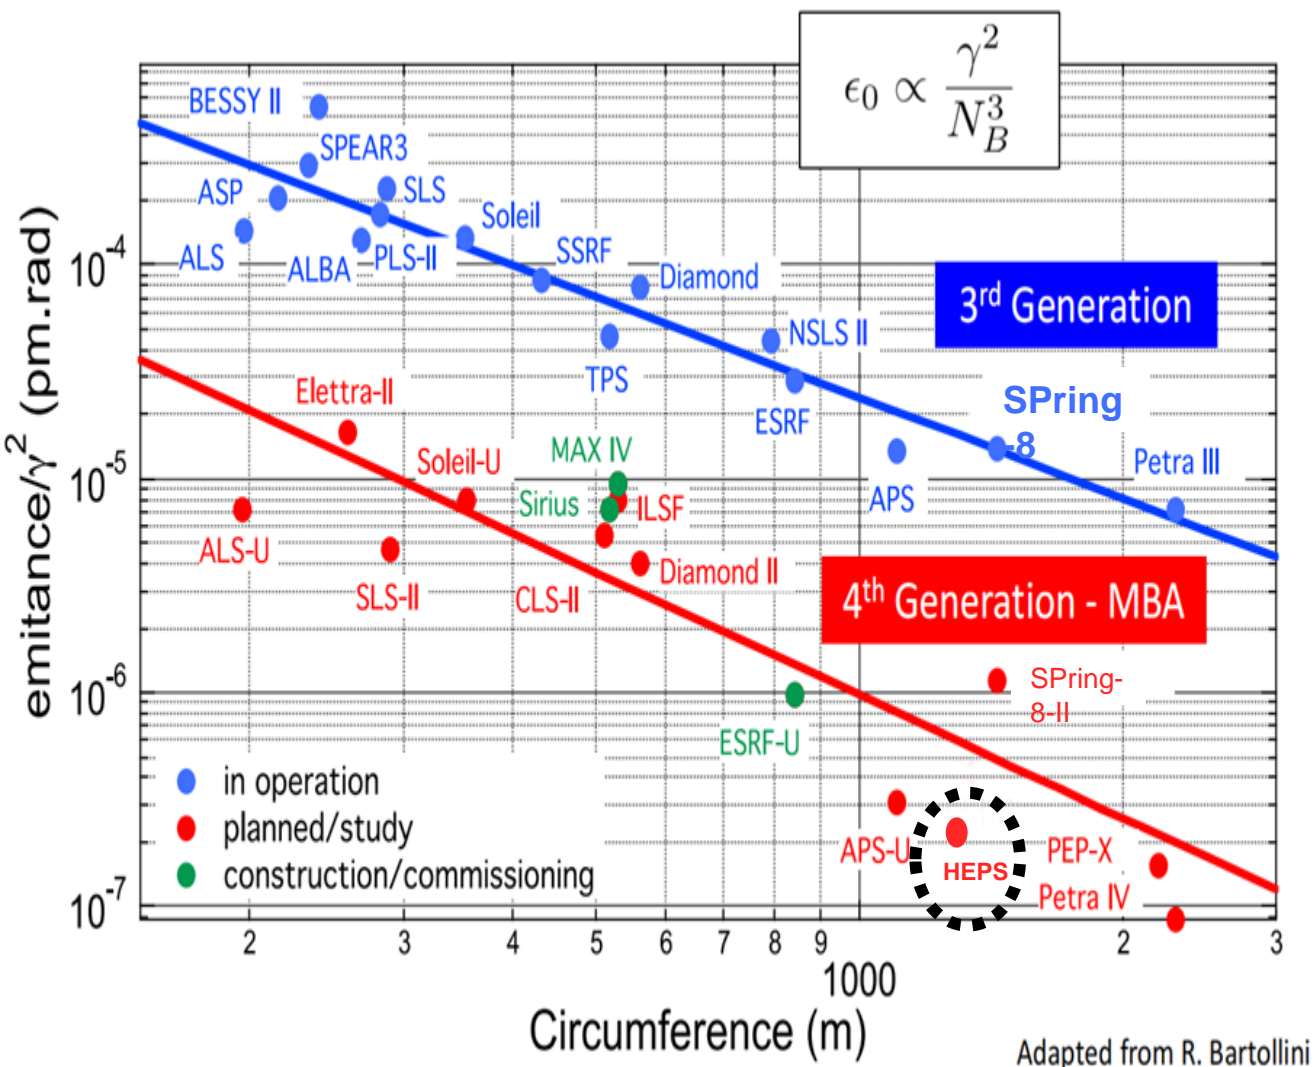 ϵ₀ ∝ γ² / N_B³
BESSY II
SPEAR3
ASP
SLS
Soleil
ALS
ALBA
PLS-II
SSRF
Diamond
TPS
NSLS II
ESRF
3rd Generation
SPring
-8
APS
Petra III
Elettra-II
Soleil-U
MAX IV
Sirius
ILSF
ALS-U
SLS-II
CLS-II
Diamond II
4th Generation - MBA
SPring-
8-II
ESRF-U
APS-U
HEPS
PEP-X
Petra IV
in operation
planned/study
construction/commissioning
emitance/γ² (pm.rad)
10-4
10-5
10-6
10-7
2 3 4 5 6 7 8 9 2 3
1000
Circumference (m)
Adapted from R. Bartollini